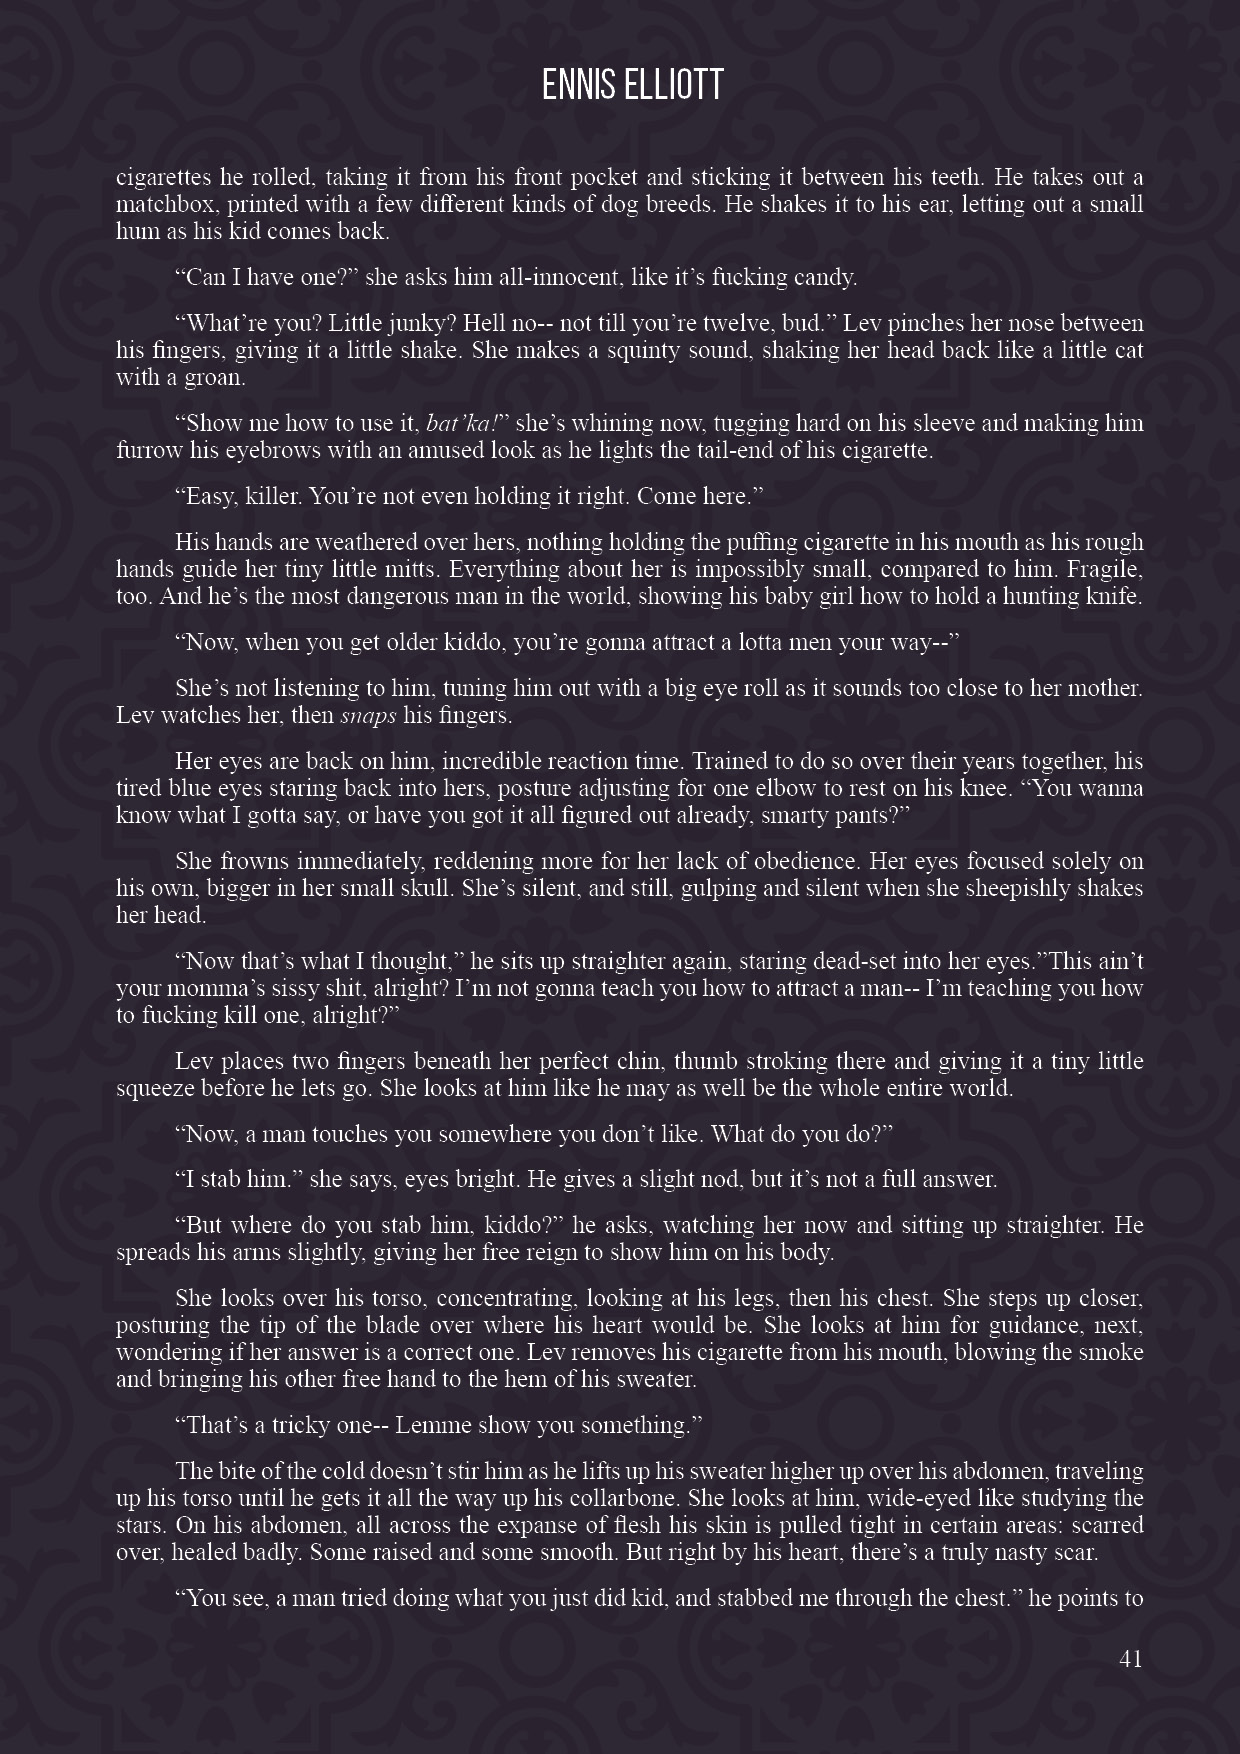 ENNIS ELLIOTT
cigarettes he rolled, taking it from his front pocket and sticking it between his teeth. He takes out a
matchbox, printed with a few different kinds of dog breeds. He shakes it to his ear, letting out a small
hum as his kid comes back.
“Can I have one?” she asks him all-innocent, like it’s fucking candy.
“What’re you? Little junky? Hell no-- not till you’re twelve, bud.” Lev pinches her nose between
his fingers, giving it a little shake. She makes a squinty sound, shaking her head back like a little cat
with a groan.
“Show me how to use it, bat’ka!” she’s whining now, tugging hard on his sleeve and making him
furrow his eyebrows with an amused look as he lights the tail-end of his cigarette.
“Easy, killer. You’re not even holding it right. Come here.”
His hands are weathered over hers, nothing holding the puffing cigarette in his mouth as his rough
hands guide her tiny little mitts. Everything about her is impossibly small, compared to him. Fragile,
too. And he’s the most dangerous man in the world, showing his baby girl how to hold a hunting knife.
“Now, when you get older kiddo, you’re gonna attract a lotta men your way--”
She’s not listening to him, tuning him out with a big eye roll as it sounds too close to her mother.
Lev watches her, then snaps his fingers.
Her eyes are back on him, incredible reaction time. Trained to do so over their years together, his
tired blue eyes staring back into hers, posture adjusting for one elbow to rest on his knee. “You wanna
know what I gotta say, or have you got it all figured out already, smarty pants?”
She frowns immediately, reddening more for her lack of obedience. Her eyes focused solely on
his own, bigger in her small skull. She’s silent, and still, gulping and silent when she sheepishly shakes
her head.
“Now that’s what I thought,” he sits up straighter again, staring dead-set into her eyes.”This ain’t
your momma’s sissy shit, alright? I’m not gonna teach you how to attract a man-- I’m teaching you how
to fucking kill one, alright?”
Lev places two fingers beneath her perfect chin, thumb stroking there and giving it a tiny little
squeeze before he lets go. She looks at him like he may as well be the whole entire world.
“Now, a man touches you somewhere you don’t like. What do you do?”
“I stab him.” she says, eyes bright. He gives a slight nod, but it’s not a full answer.
“But where do you stab him, kiddo?” he asks, watching her now and sitting up straighter. He
spreads his arms slightly, giving her free reign to show him on his body.
She looks over his torso, concentrating, looking at his legs, then his chest. She steps up closer,
posturing the tip of the blade over where his heart would be. She looks at him for guidance, next,
wondering if her answer is a correct one. Lev removes his cigarette from his mouth, blowing the smoke
and bringing his other free hand to the hem of his sweater.
“That’s a tricky one-- Lemme show you something.”
The bite of the cold doesn’t stir him as he lifts up his sweater higher up over his abdomen, traveling
up his torso until he gets it all the way up his collarbone. She looks at him, wide-eyed like studying the
stars. On his abdomen, all across the expanse of flesh his skin is pulled tight in certain areas: scarred
over, healed badly. Some raised and some smooth. But right by his heart, there’s a truly nasty scar.
“You see, a man tried doing what you just did kid, and stabbed me through the chest.” he points to
41